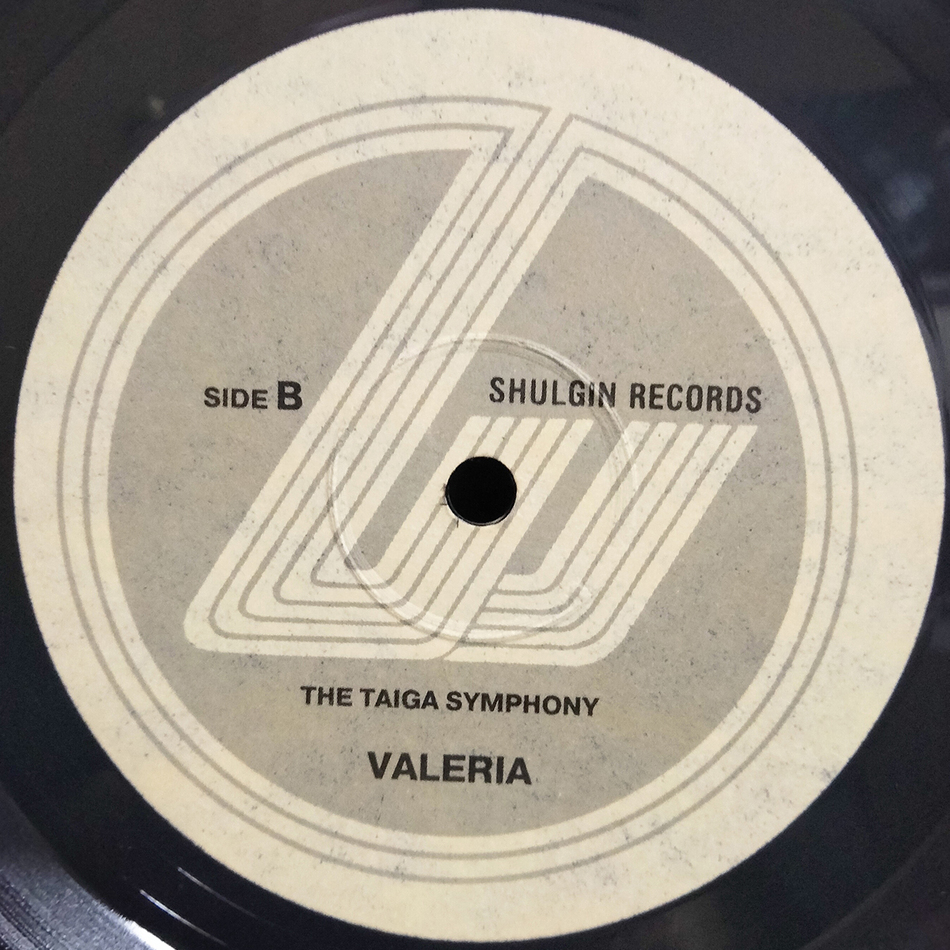 SIDE B
SHULGIN RECORDS
THE TAIGA SYMPHONY
VALERIA